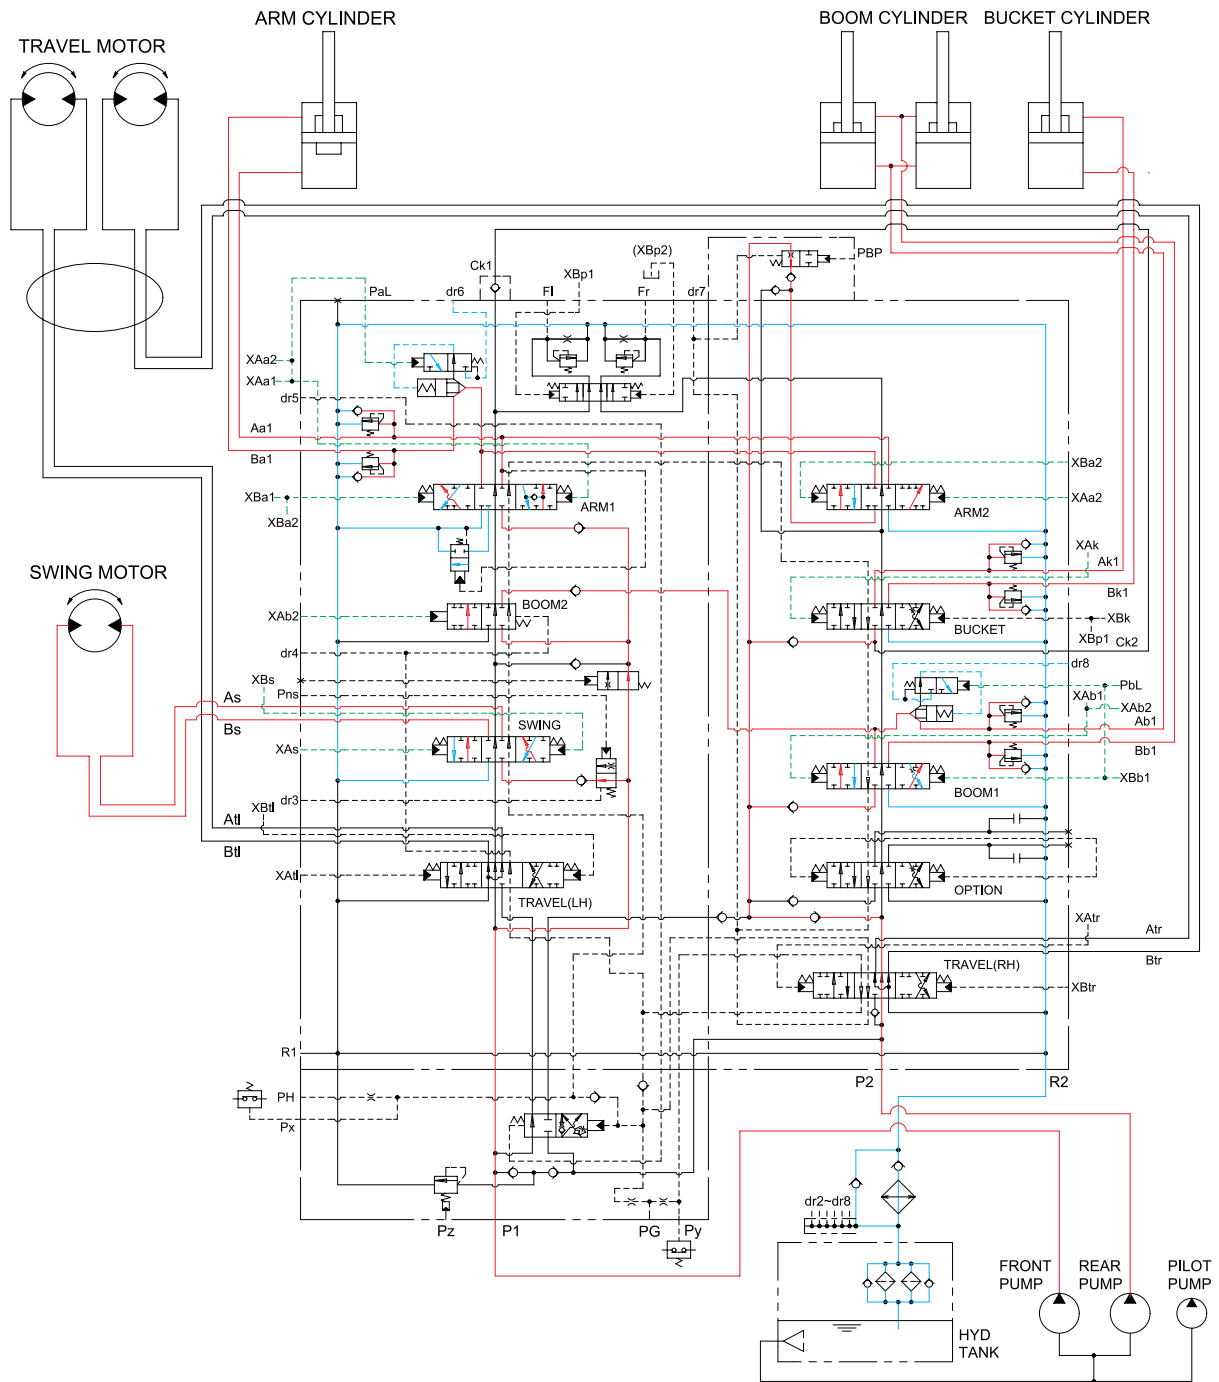 ARM CYLINDER
BOOM CYLINDER
BUCKET CYLINDER
TRAVEL MOTOR
(XBp2)
PBP
Ck1
XBp1
PaL
dr6
Fl
Fr
dr7
XAa2
XAa1
dr5
Aa1
Ba1
XBa2
XBa1
ARM1
XAa2
ARM2
XBa2
XAk
Ak1
SWING MOTOR
Bk1
BOOM2
XAb2
BUCKET
XBk
XBp1
Ck2
dr4
dr8
XBs
PbL
Pns
XAb1
As
XAb2
SWING
Ab1
Bs
XAs
Bb1
XBb1
BOOM1
dr3
XBtl
Atl
Btl
XAtl
OPTION
TRAVEL(LH)
XAtr
Atr
Btr
TRAVEL(RH)
XBtr
R1
P2
R2
PH
Px
dr2~dr8
Pz
P1
PG
Py
FRONT
PUMP
REAR
PUMP
PILOT
PUMP
HYD
TANK